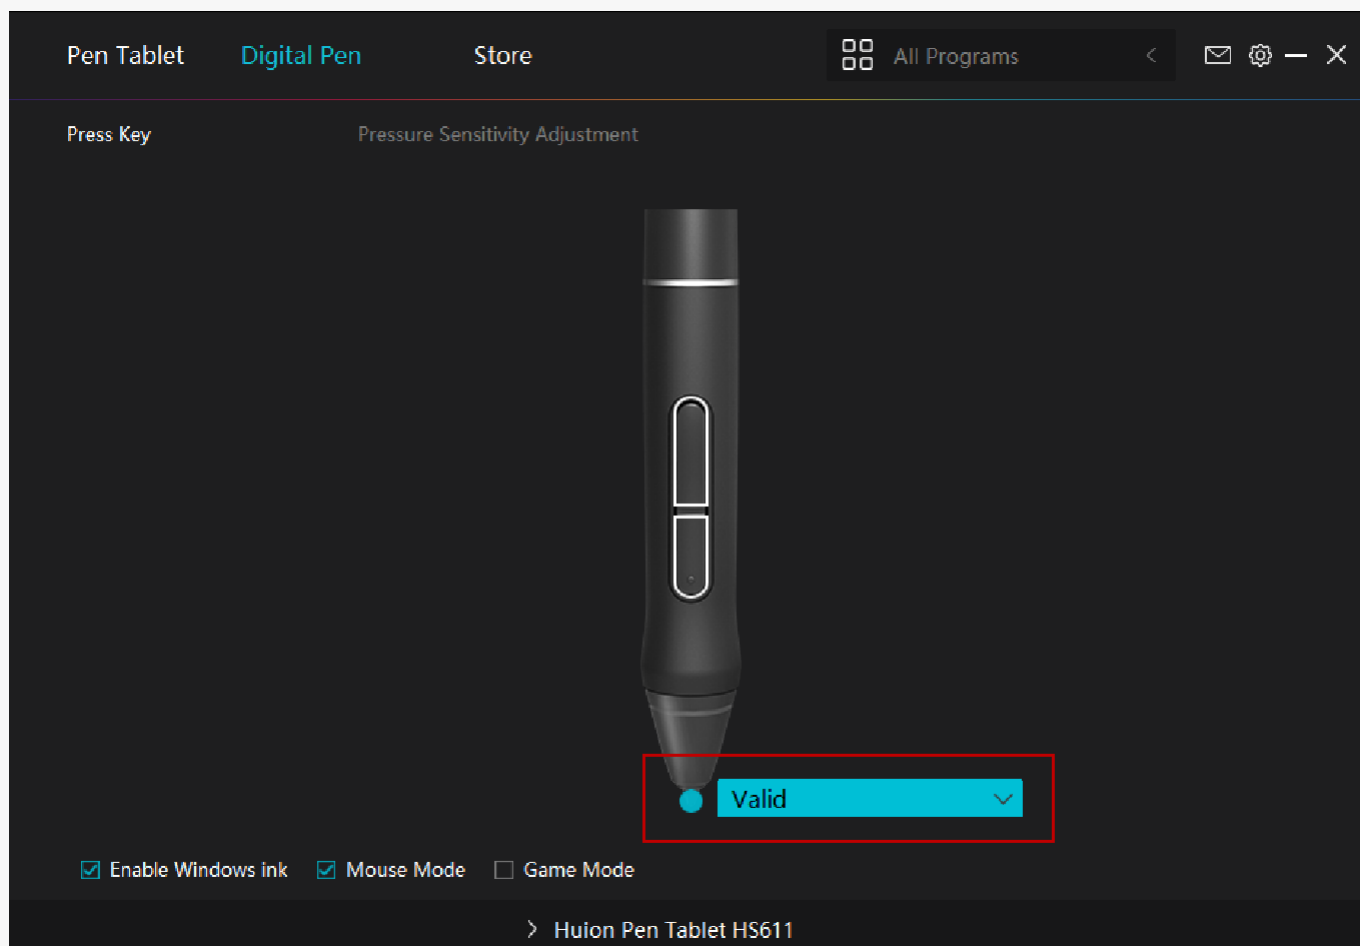 Pen Tablet Digital Pen Store All Programs
Press Key Pressure Sensitivity Adjustment
Valid
Enable Windows ink Mouse Mode Game Mode
Huion Pen Tablet HS611